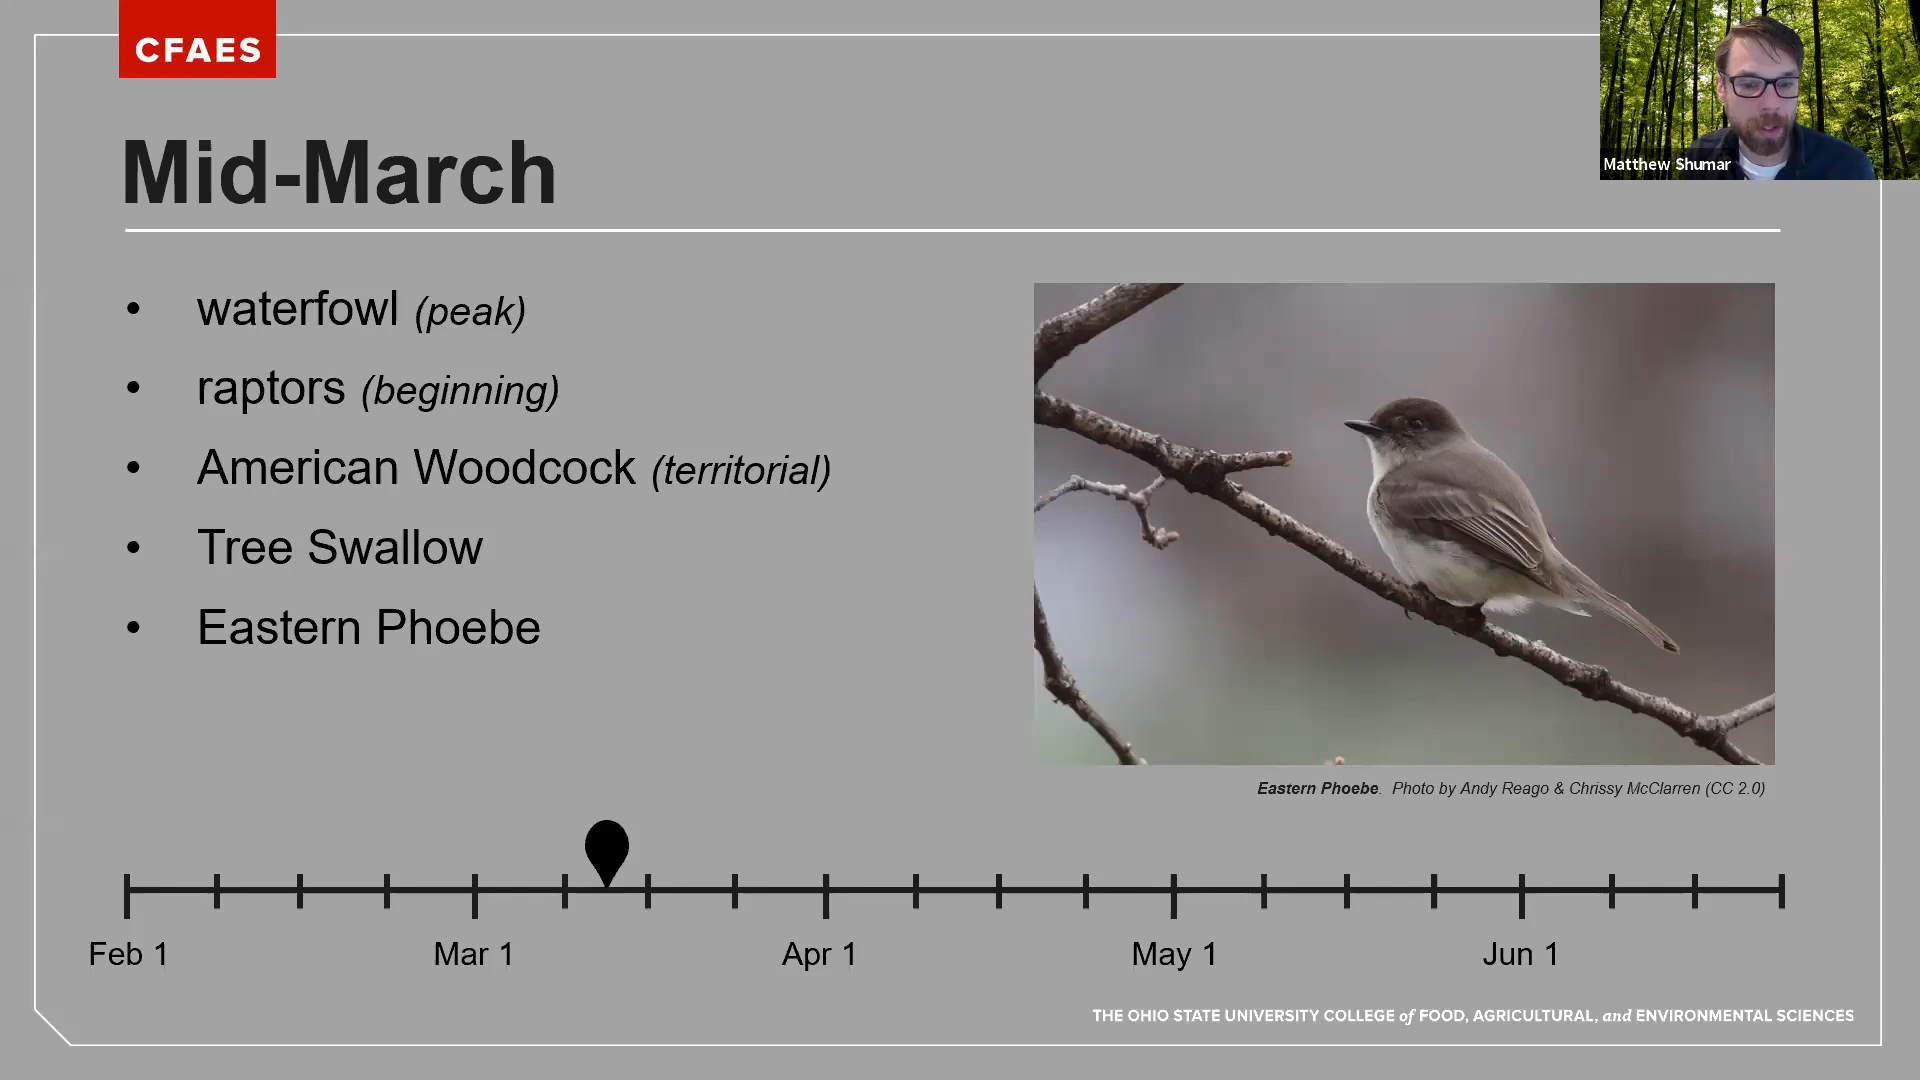 CFAES
Matthew Shumar
Mid-March
• waterfowl (peak)
• raptors (beginning)
• American Woodcock (territorial)
• Tree Swallow
• Eastern Phoebe
Eastern Phoebe. Photo by Andy Reago & Chrissy McClarren (CC 2.0)
Feb 1 Mar 1 Apr 1 May 1 Jun 1
THE OHIO STATE UNIVERSITY COLLEGE of FOOD, AGRICULTURAL, and ENVIRONMENTAL SCIENCES